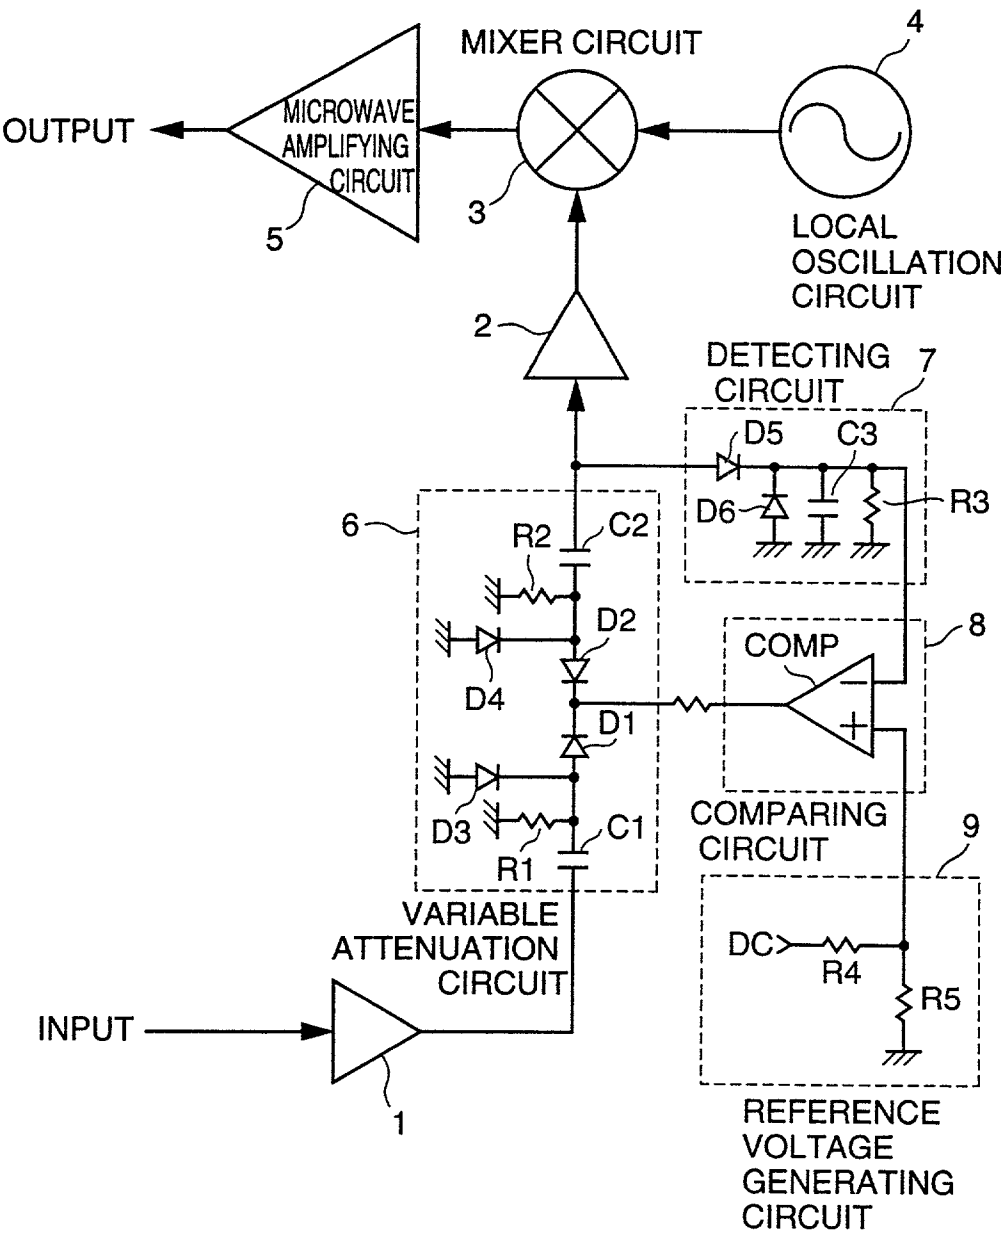 4
MIXER CIRCUIT
OUTPUT
MICROWAVE
AMPLIFYING
CIRCUIT
5
3
LOCAL
OSCILLATION
CIRCUIT
2
DETECTING
CIRCUIT
7
D5
C3
D6
R3
6
C2
R2
D2
D4
8
COMP
−
+
D1
D3
R1
C1
COMPARING
CIRCUIT
9
VARIABLE
ATTENUATION
CIRCUIT
DC
R4
R5
INPUT
1
REFERENCE
VOLTAGE
GENERATING
CIRCUIT